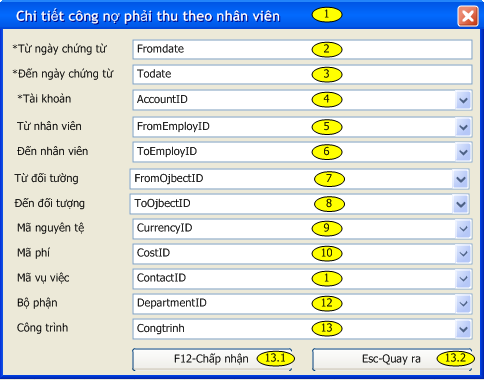 Chi tiết công nợ phải thu theo nhân viên 1
*Từ ngày chứng từ Fromdate 2
*Đến ngày chứng từ Todate 3
*Tài khoản AccountID 4
Từ nhân viên FromEmployID 5
Đến nhân viên ToEmployID 6
Từ đối tường FromOjbectID 7
Đến đối tượng ToOjbectID 8
Mã nguyên tệ CurrencyID 9
Mã phí CostID 10
Mã vụ việc ContactID 1
Bộ phận DepartmentID 12
Công trình Congtrinh 13
F12-Chấp nhận 13.1 Esc-Quay ra 13.2